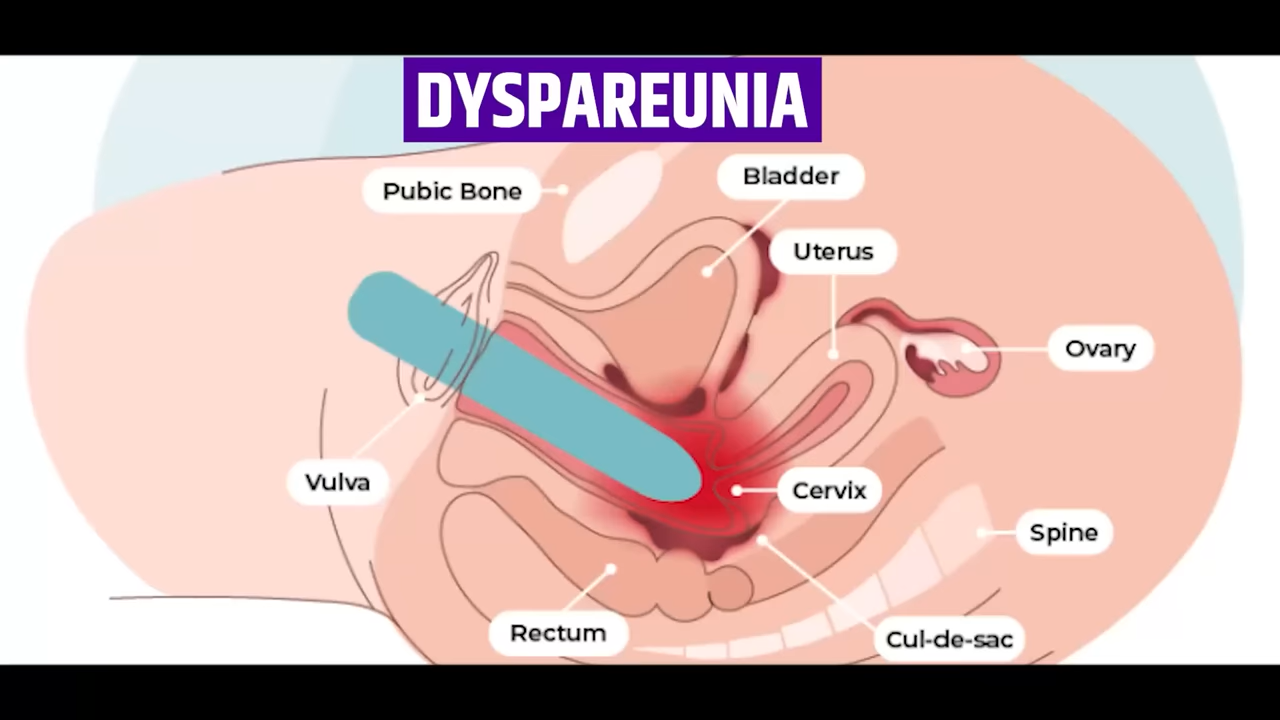 DYSPAREUNIA
Pubic Bone
Bladder
Uterus
Ovary
Vulva
Cervix
Spine
Rectum
Cul-de-sac